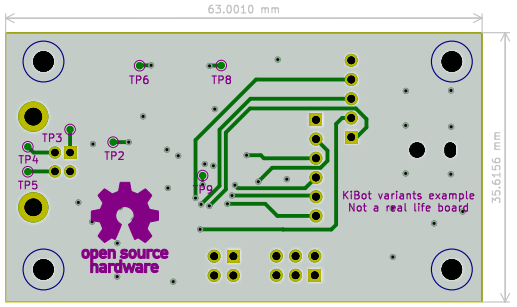 63.0010 mm
TP6
TP8
TP3
TP2
TP4
TP5
TP9
35.6156 mm
KiBot variants example
Not a real life board
open source
hardware